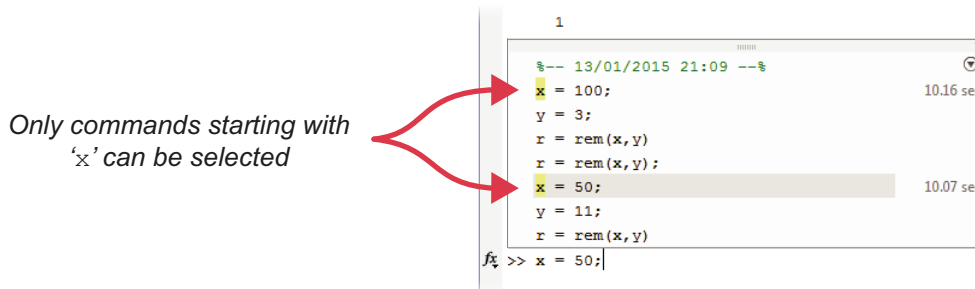 1
%-- 13/01/2015 21:09 --%
x = 100;
10.16 se
y = 3;
Only commands starting with
‘x’ can be selected
r = rem(x,y)
r = rem(x,y);
x = 50;
10.07 se
y = 11;
r = rem(x,y)
fx >> x = 50;